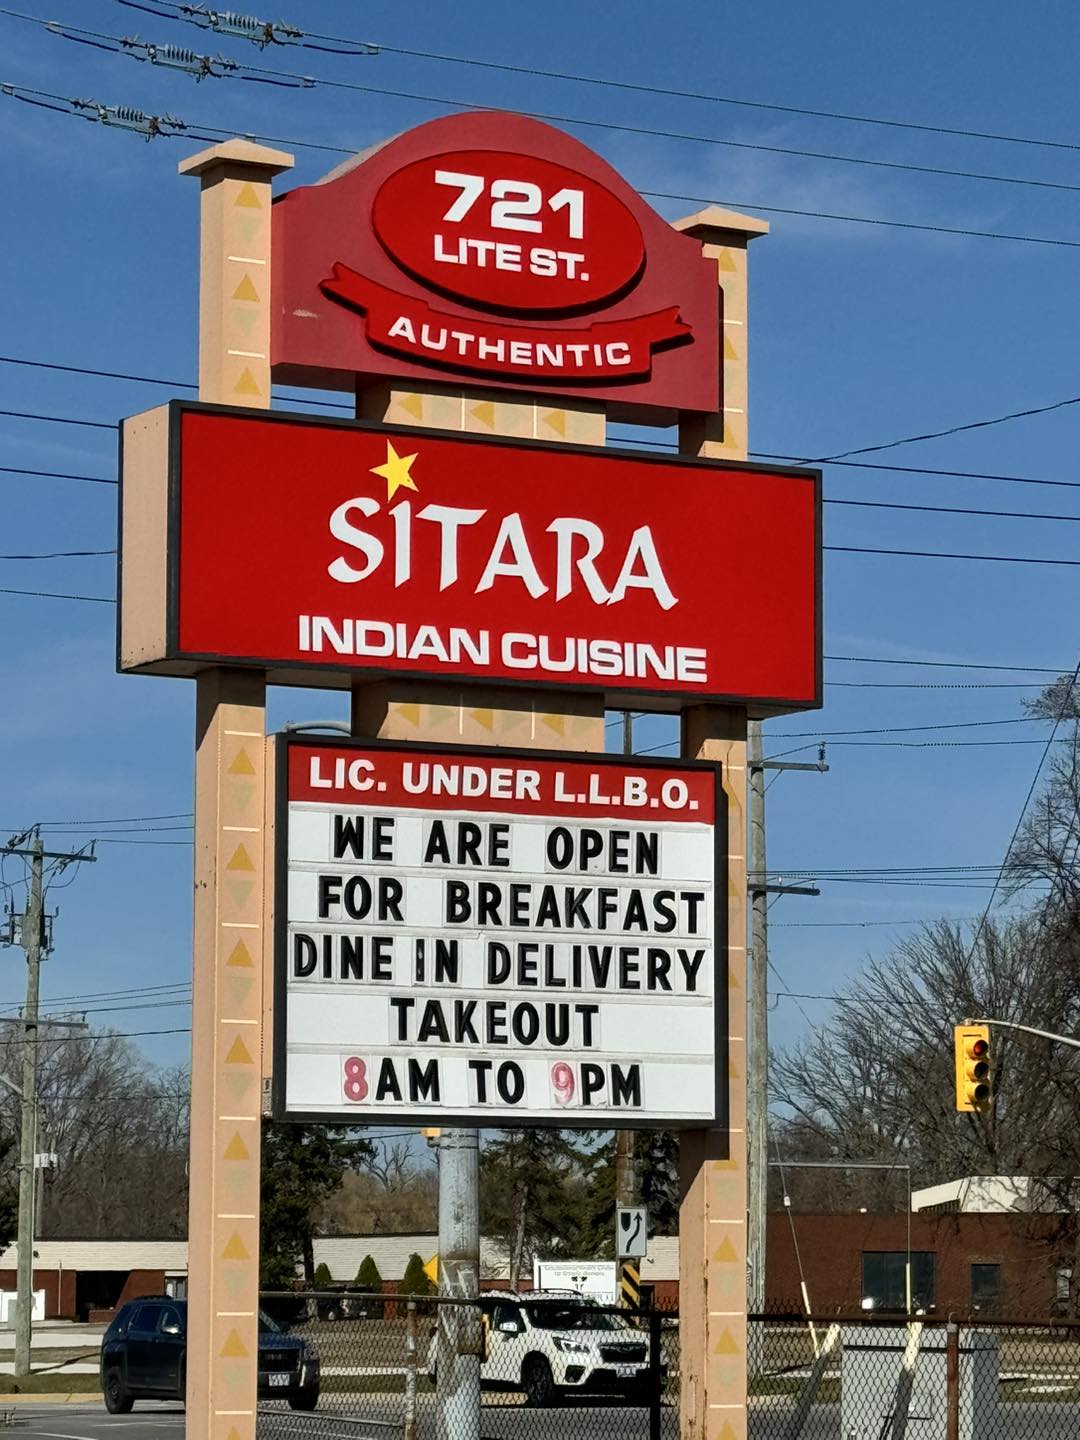 721
LITE ST.
AUTHENTIC
SITARA
INDIAN CUISINE
LIC. UNDER L.L.B.O.
WE ARE OPEN
FOR BREAKFAST
DINE IN DELIVERY
TAKEOUT
8AM TO 9PM